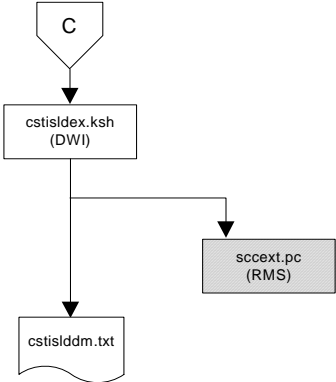 C
cstisldex.ksh
(DWI)
sccext.pc
(RMS)
cstislddm.txt